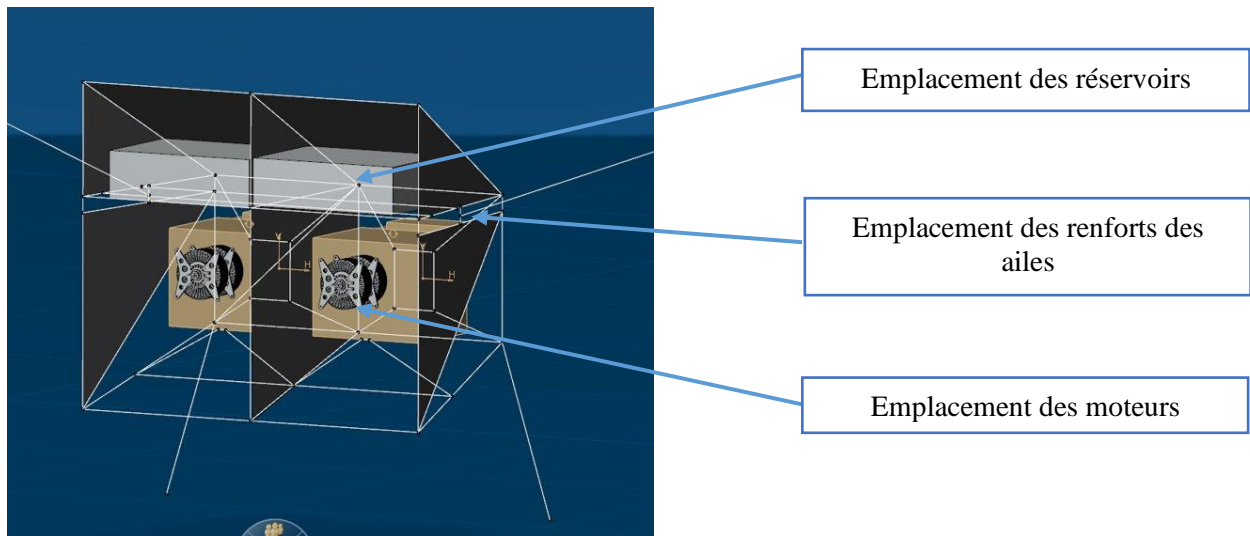 Emplacement des réservoirs
Emplacement des renforts des
ailes
Emplacement des moteurs
H
H